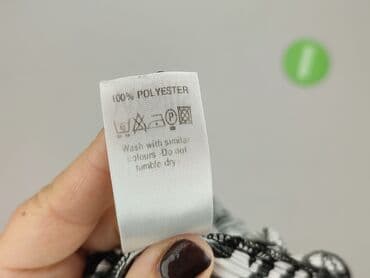 100% POLYESTER
P
Wash with similar
colours - Do not
tumble dry -